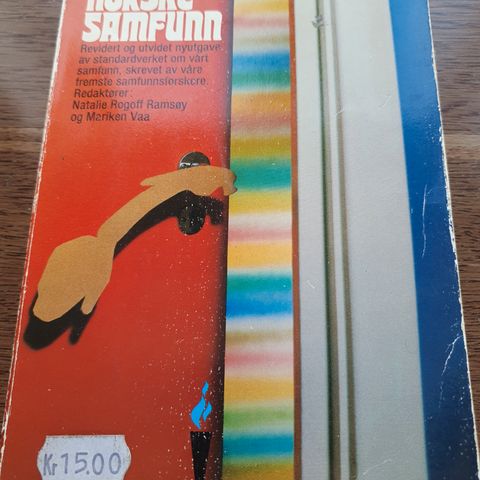 NORSKE
SAMFUNN
Revidert og utvidet nyutgave
av standardverket om vårt
samfunn, skrevet av våre
fremste samfunnsforskere.
Redaktører:
Natalie Rogoff Ramsøy
og Mariken Vaa
Kr 15.00